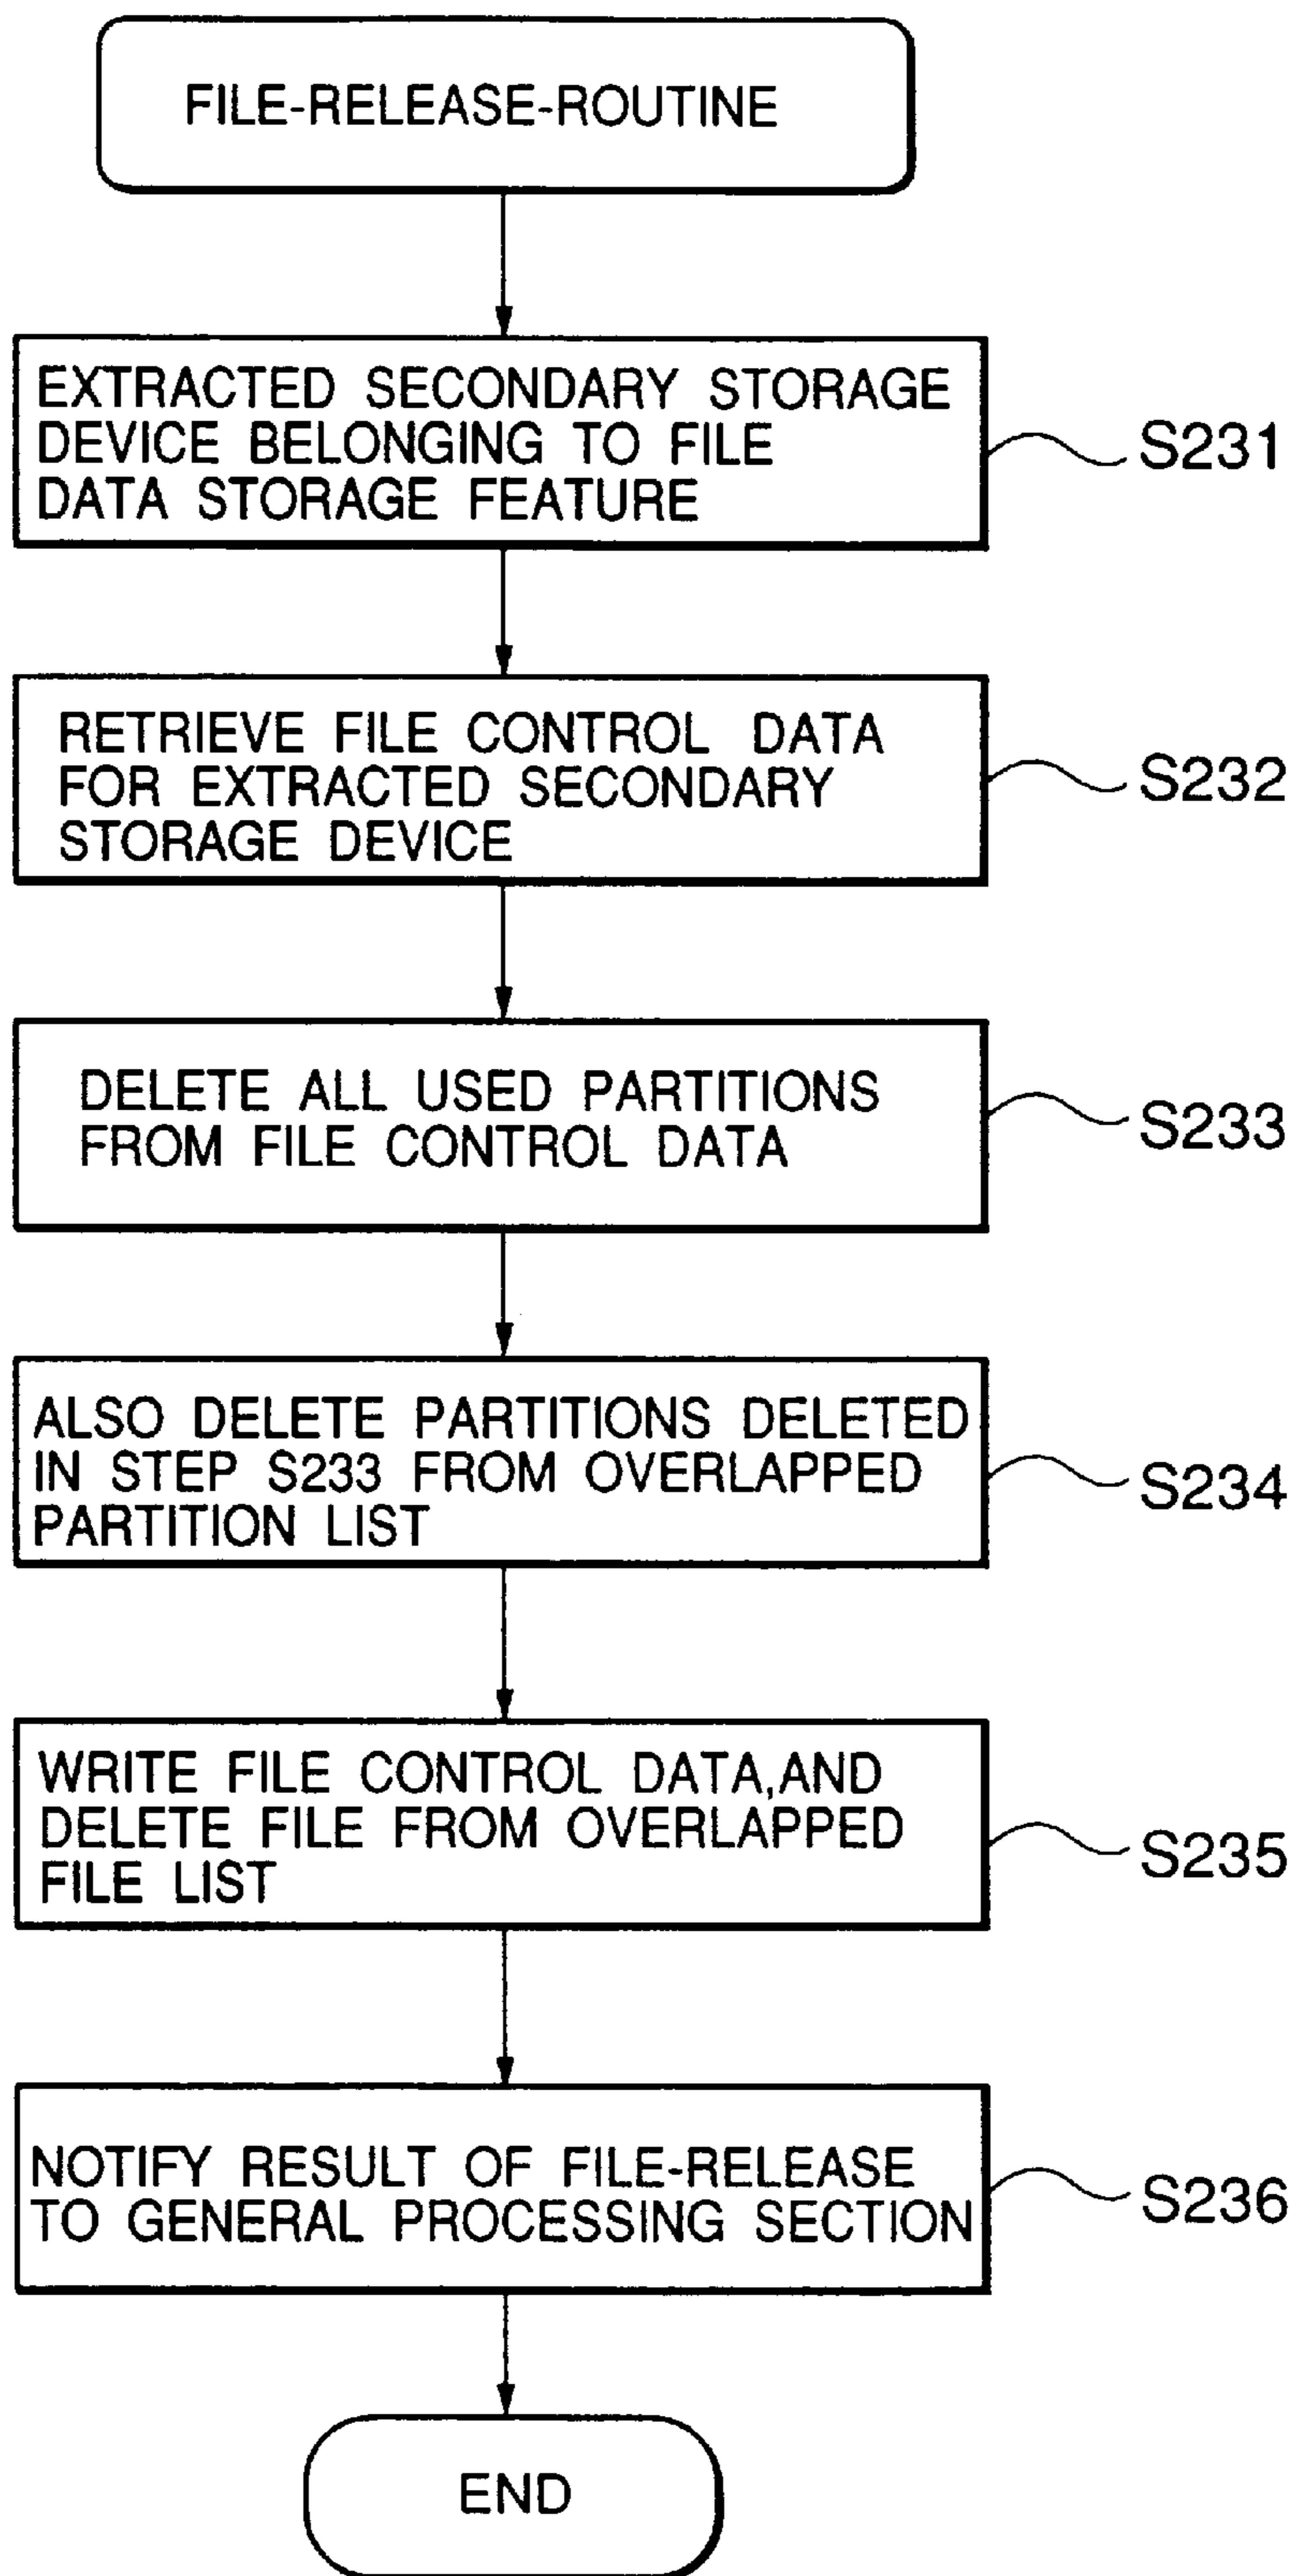 FILE-RELEASE-ROUTINE
EXTRACTED SECONDARY STORAGE
DEVICE BELONGING TO FILE
DATA STORAGE FEATURE
S231
RETRIEVE FILE CONTROL DATA
FOR EXTRACTED SECONDARY
STORAGE DEVICE
S232
DELETE ALL USED PARTITIONS
FROM FILE CONTROL DATA
S233
ALSO DELETE PARTITIONS DELETED
IN STEP S233 FROM OVERLAPPED
PARTITION LIST
S234
WRITE FILE CONTROL DATA,AND
DELETE FILE FROM OVERLAPPED
FILE LIST
S235
NOTIFY RESULT OF FILE-RELEASE
TO GENERAL PROCESSING SECTION
S236
END